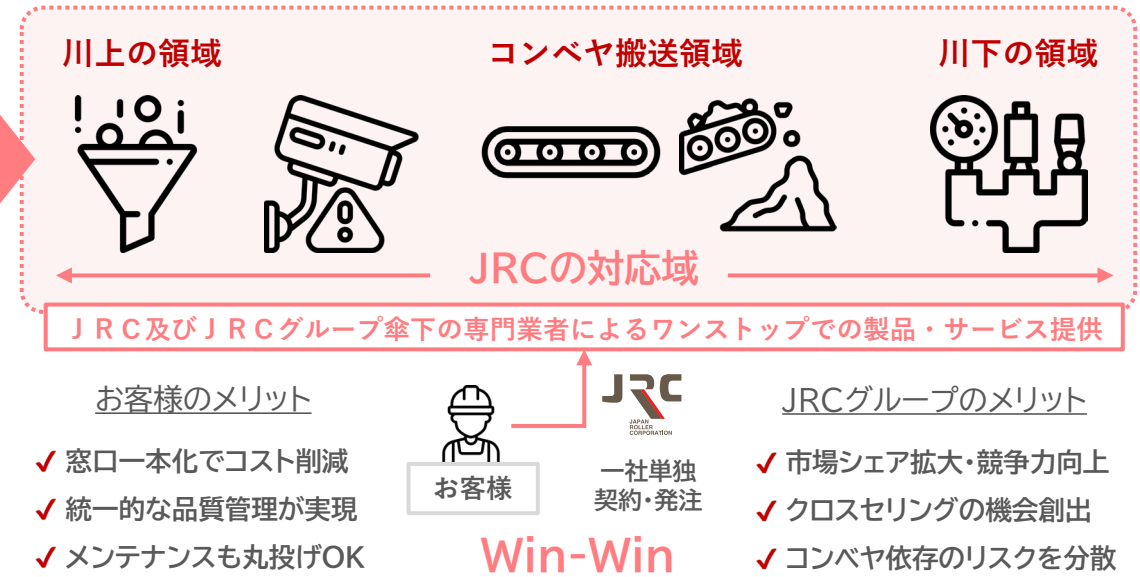 川上の領域
コンベヤ搬送領域
川下の領域
JRCの対応域
ＪＲＣ及びＪＲＣグループ傘下の専門業者によるワンストップでの製品・サービス提供
お客様のメリット
✓ 窓口一本化でコスト削減
✓ 統一的な品質管理が実現
✓ メンテナンスも丸投げOK
お客様
JRC
JAPAN
ROLLER
CORPORATION
一社単独
契約・発注
Win-Win
JRCグループのメリット
✓ 市場シェア拡大・競争力向上
✓ クロスセリングの機会創出
✓ コンベヤ依存のリスクを分散